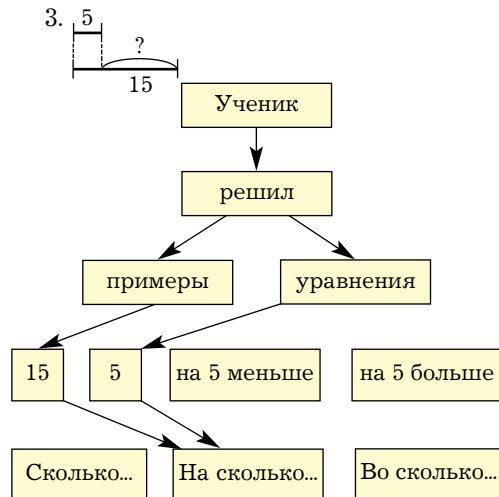 3. 5
?
15
Ученик
решил
примеры уравнения
15 5 на 5 меньше на 5 больше
Сколько... На сколько... Во сколько...